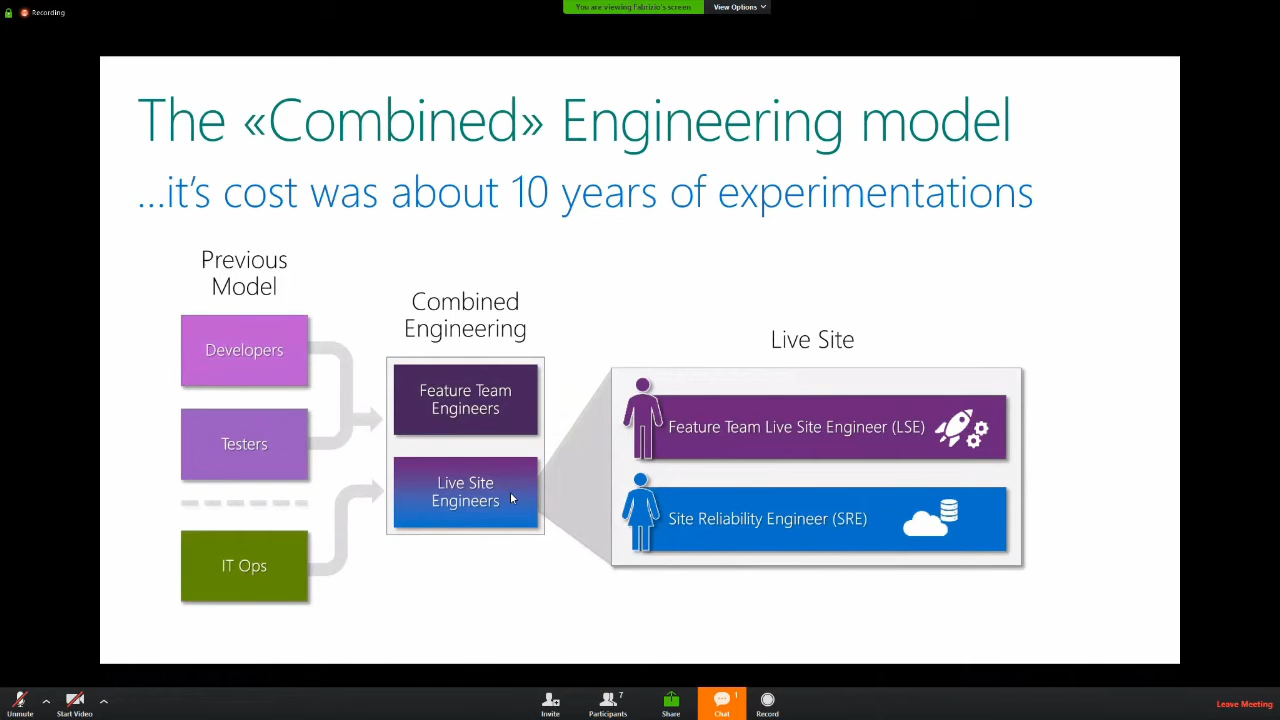 Recording
You are viewing Fabrizio's screen
View Options
The «Combined» Engineering model
...it's cost was about 10 years of experimentations
Previous
Model
Developers
Testers
IT Ops
Combined
Engineering
Feature Team
Engineers
Live Site
Engineers
Live Site
Feature Team Live Site Engineer (LSE)
Site Reliability Engineer (SRE)
Unmute
Start Video
Invite
Participants
7
Share
Chat
1
Record
Leave Meeting